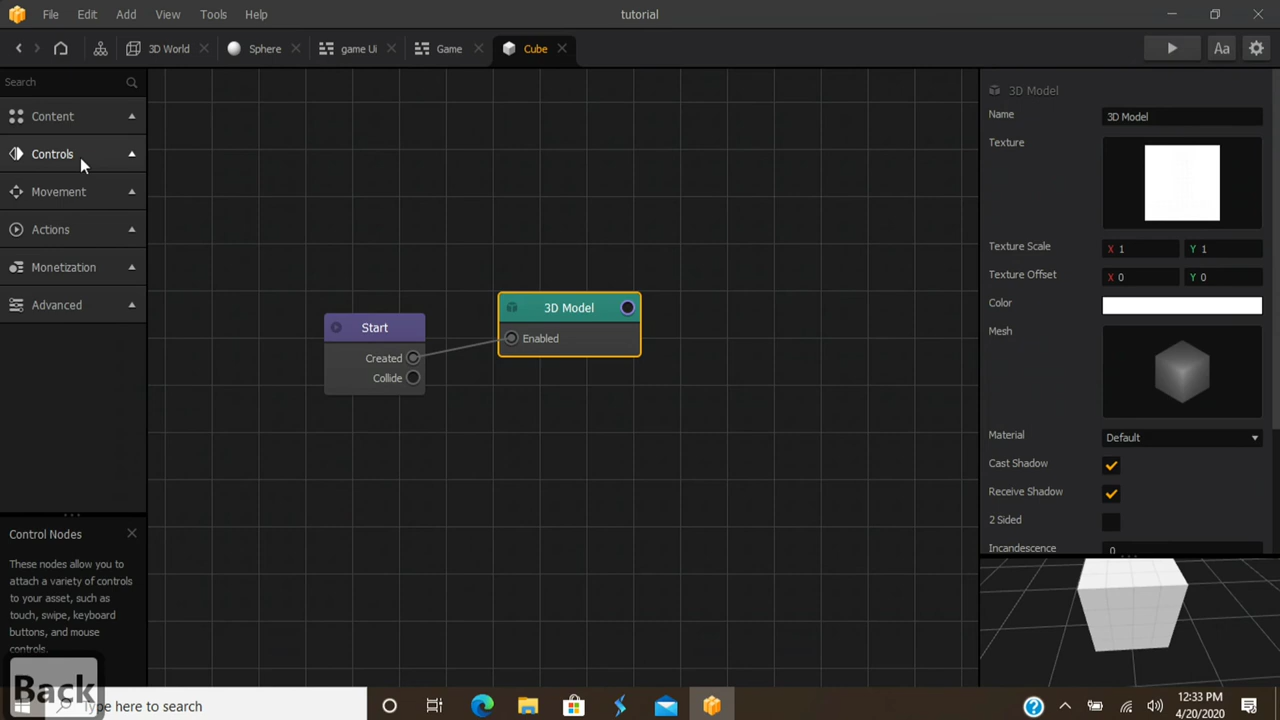 File Edit Add View Tools Help tutorial
3D World Sphere game Ui Game Cube Aa
Search
Content
Controls
Movement
Actions
Monetization
Advanced
Start
Created
Collide
3D Model
Enabled
3D Model
Name 3D Model
Texture
Texture Scale X 1 Y 1
Texture Offset X 0 Y 0
Color
Mesh
Material Default
Cast Shadow
Receive Shadow
2 Sided
Incandescence 0
Control Nodes
These nodes allow you to
attach a variety of controls
to your asset, such as
touch, swipe, keyboard
buttons, and mouse
controls.
Back
Type here to search
12:33 PM
4/20/2020